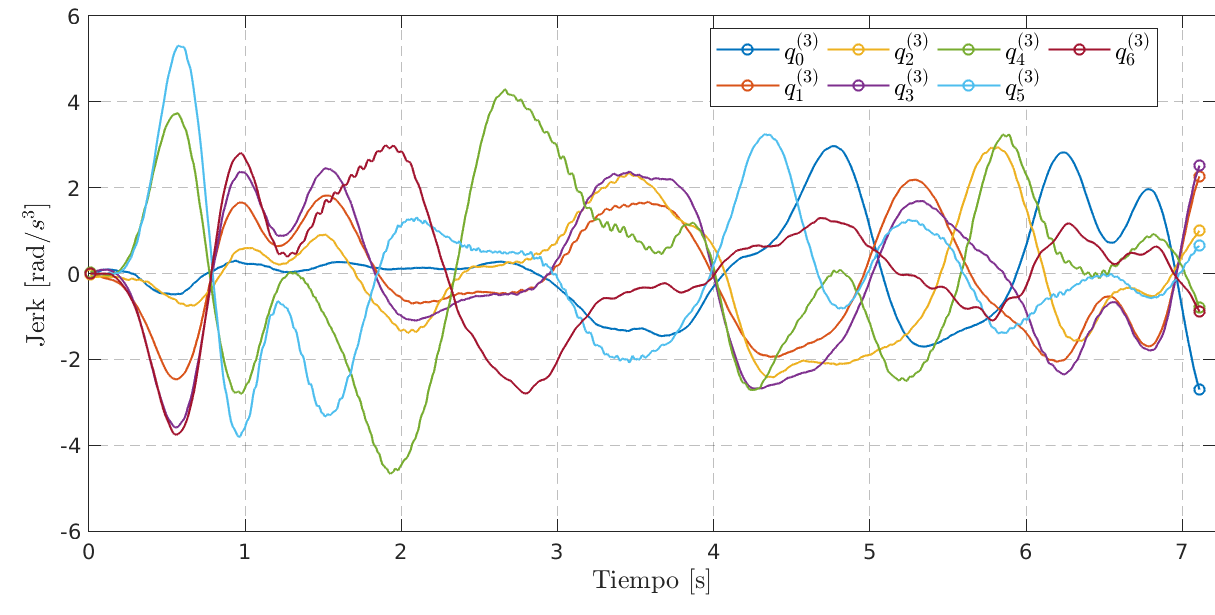 6
4
2
0
-2
-4
-6
Jerk [rad/s³]
q₀⁽³⁾ q₂⁽³⁾ q₄⁽³⁾ q₆⁽³⁾
q₁⁽³⁾ q₃⁽³⁾ q₅⁽³⁾
0 1 2 3 4 5 6 7
Tiempo [s]